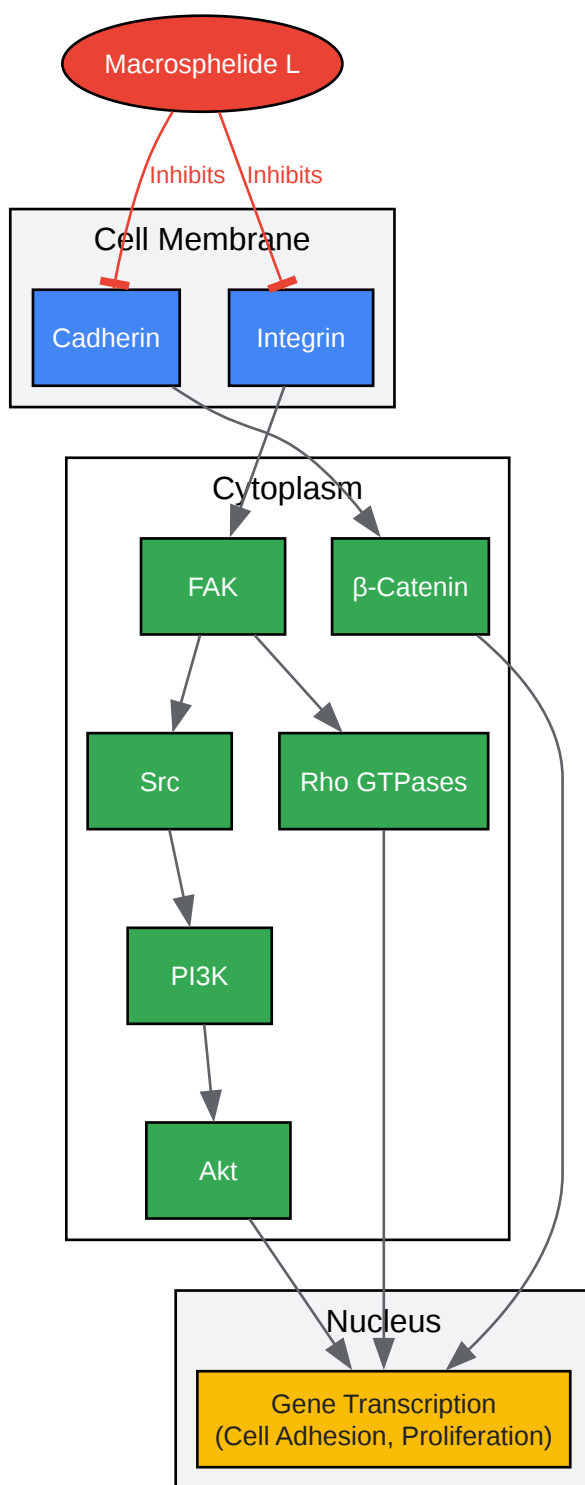 Macrosphelide L
Inhibits
Inhibits
Cell Membrane
Cadherin
Integrin
Cytoplasm
FAK
β-Catenin
Src
Rho GTPases
PI3K
Akt
Nucleus
Gene Transcription
(Cell Adhesion, Proliferation)